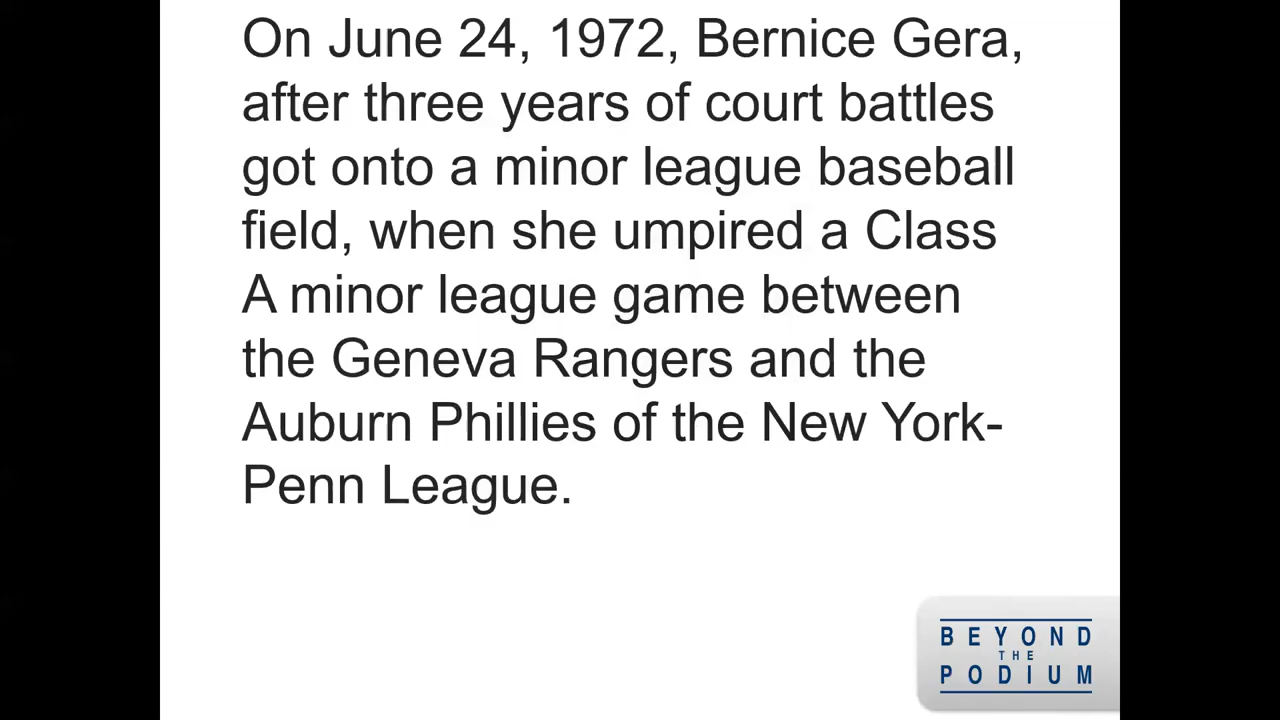 On June 24, 1972, Bernice Gera,
after three years of court battles
got onto a minor league baseball
field, when she umpired a Class
A minor league game between
the Geneva Rangers and the
Auburn Phillies of the New York-
Penn League.
BEYOND
THE
PODIUM